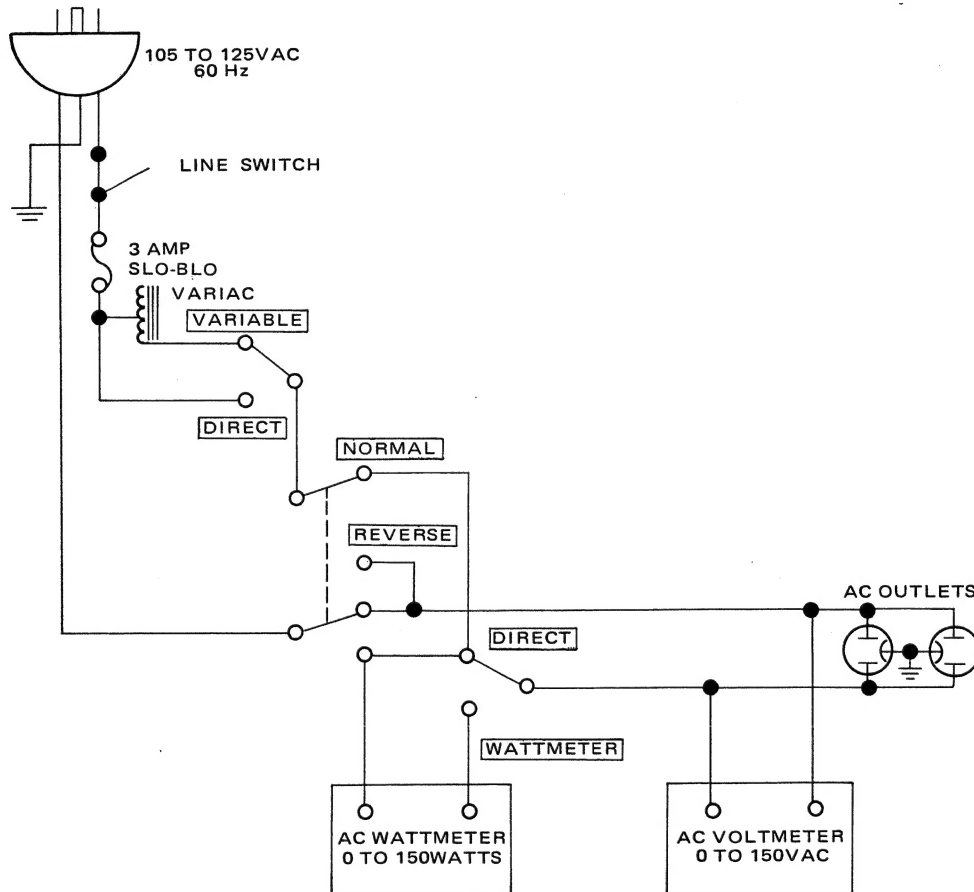 105 TO 125VAC
60 Hz
LINE SWITCH
3 AMP
SLO-BLO
VARIAC
VARIABLE
DIRECT
NORMAL
REVERSE
AC OUTLETS
DIRECT
WATTMETER
AC WATTMETER
0 TO 150WATTS
AC VOLTMETER
0 TO 150VAC